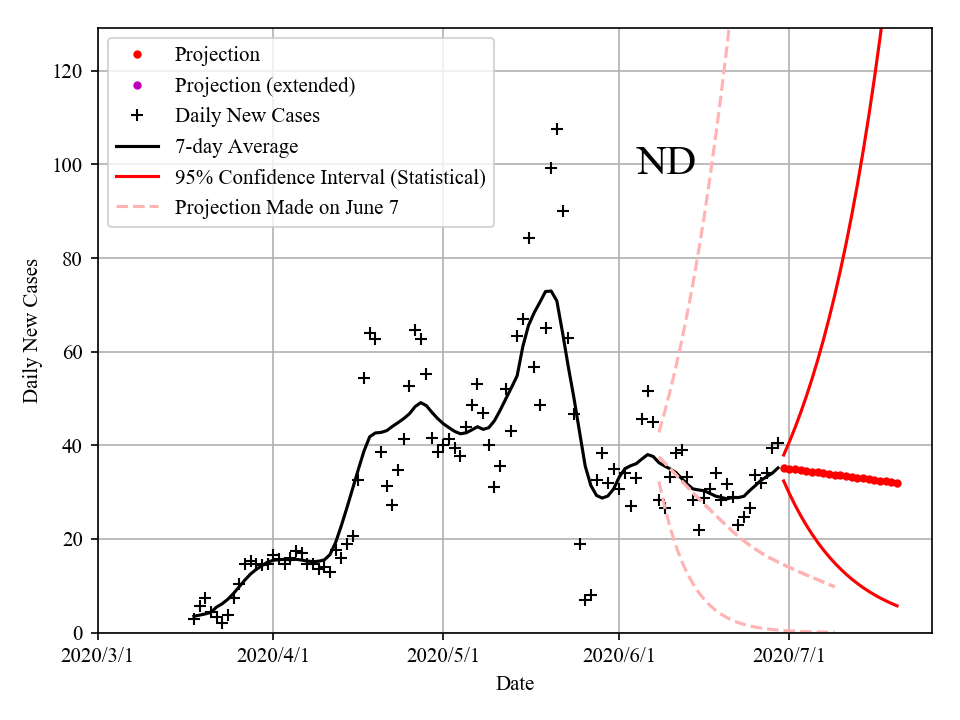 Projection
Projection (extended)
Daily New Cases
7-day Average
95% Confidence Interval (Statistical)
Projection Made on June 7
ND
120
100
80
60
40
20
0
Daily New Cases
2020/3/1 2020/4/1 2020/5/1 2020/6/1 2020/7/1
Date